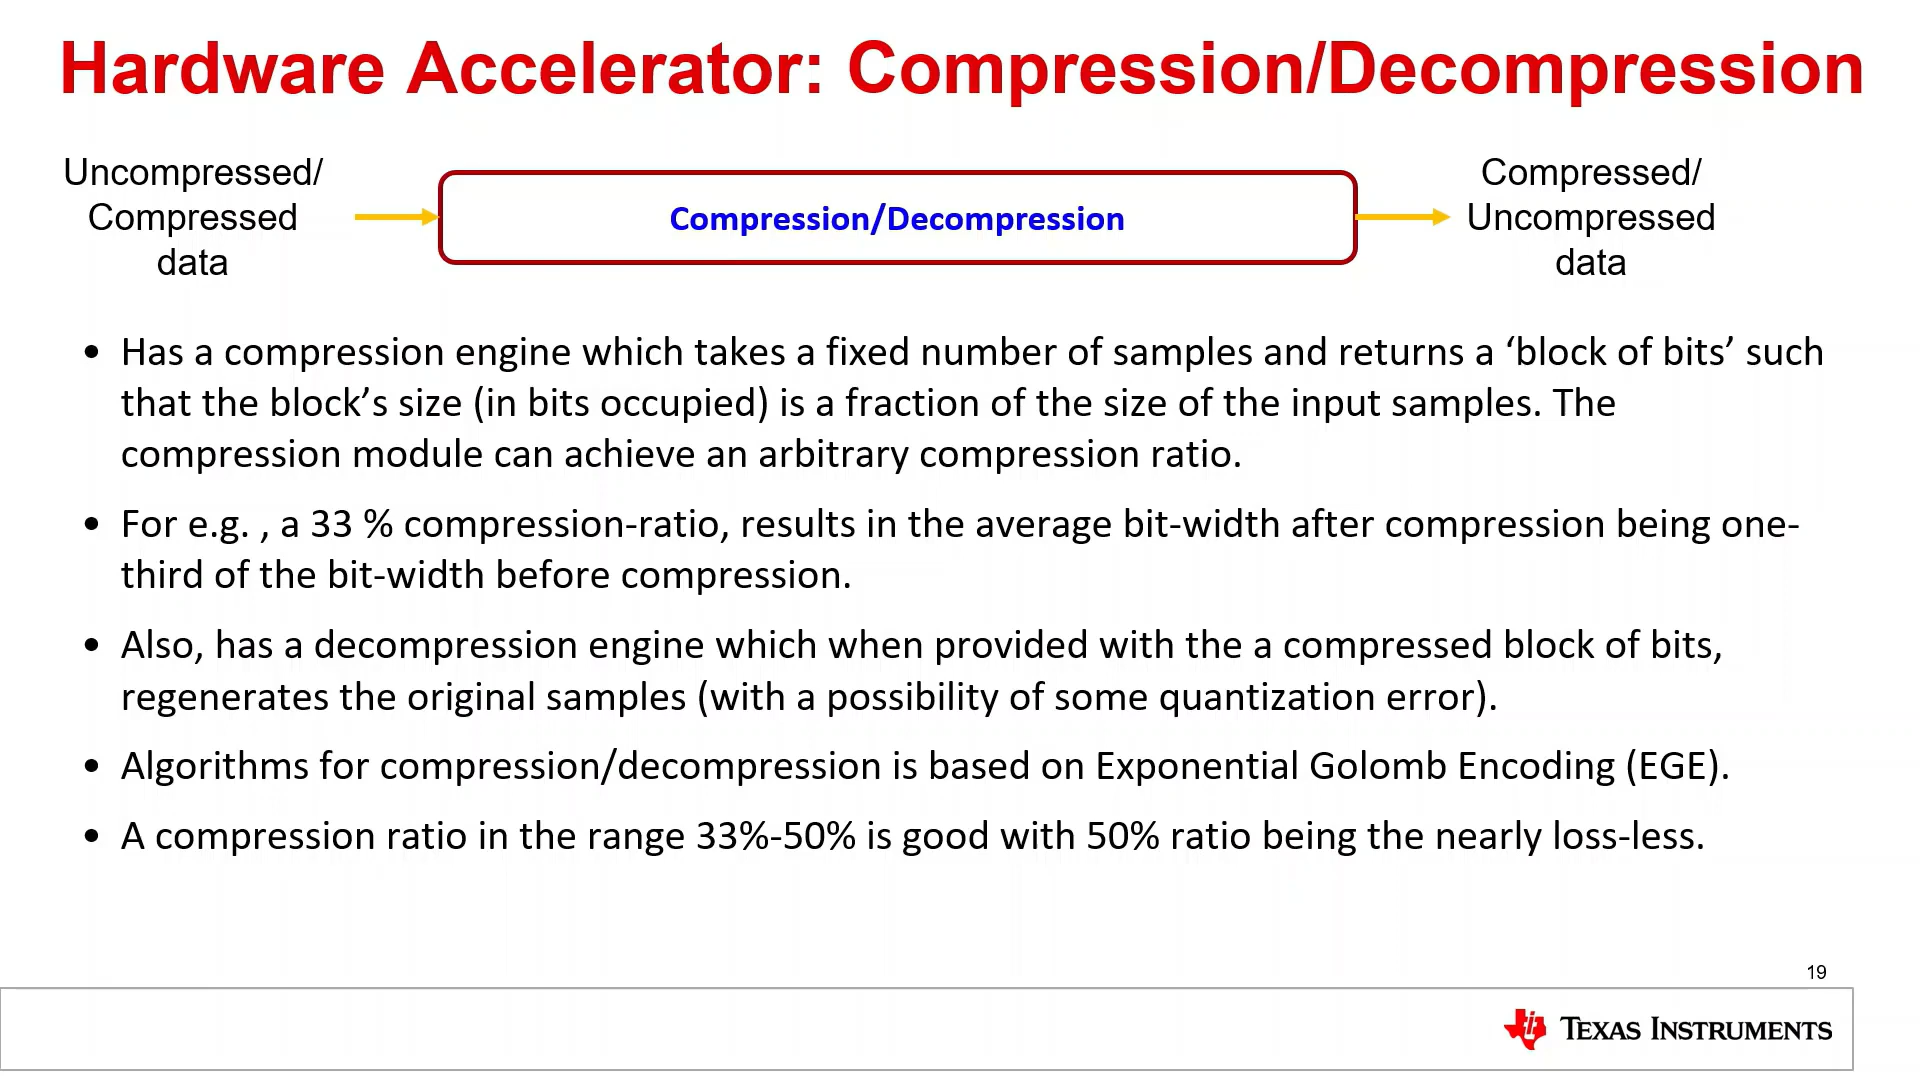 Hardware Accelerator: Compression/Decompression
Uncompressed/
Compressed
data
Compression/Decompression
Compressed/
Uncompressed
data
• Has a compression engine which takes a fixed number of samples and returns a ‘block of bits’ such
that the block’s size (in bits occupied) is a fraction of the size of the input samples. The
compression module can achieve an arbitrary compression ratio.
• For e.g. , a 33 % compression-ratio, results in the average bit-width after compression being one-
third of the bit-width before compression.
• Also, has a decompression engine which when provided with the a compressed block of bits,
regenerates the original samples (with a possibility of some quantization error).
• Algorithms for compression/decompression is based on Exponential Golomb Encoding (EGE).
• A compression ratio in the range 33%-50% is good with 50% ratio being the nearly loss-less.
19
TEXAS INSTRUMENTS